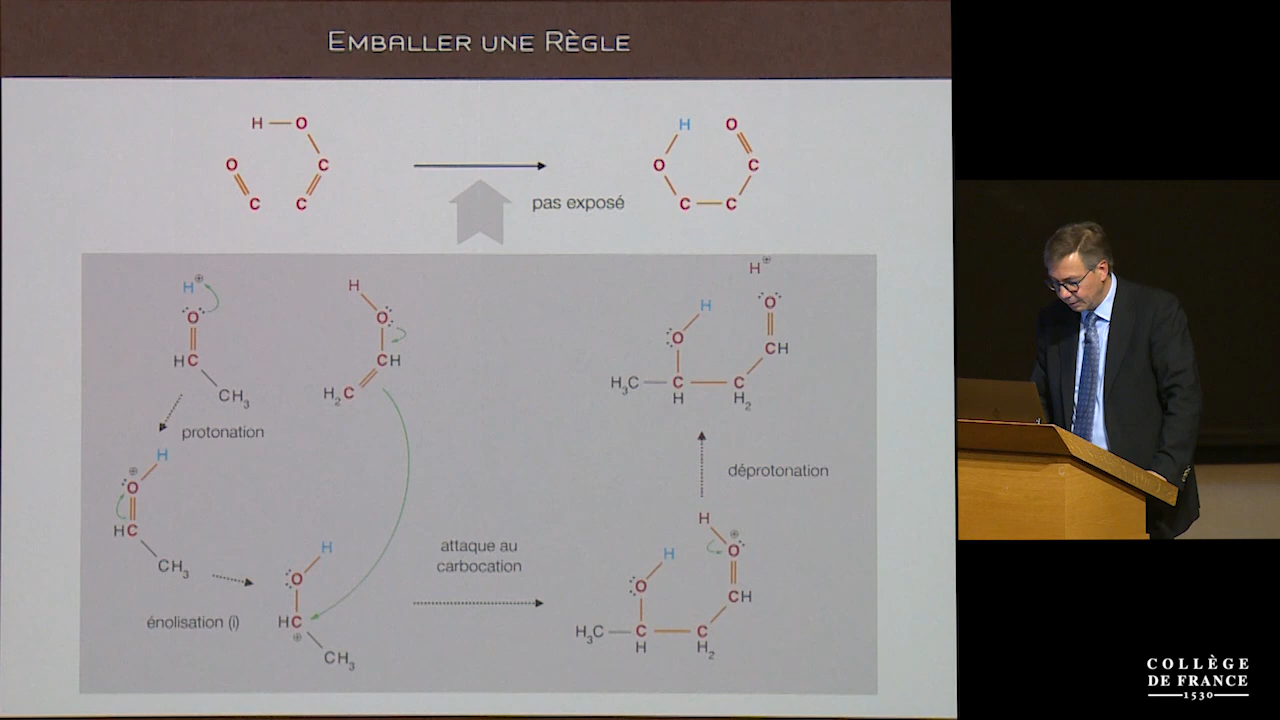 EMBALLER UNE RÈGLE
H O H O
O C O C
C C C C
pas exposé
H⊕ H H⊕
O O H O
HC CH O CH
CH₃ H₂C H₃C C C
H H₂
protonation
H
⊕
O déprotonation
HC
CH₃ H
H H ⊕
O attaque au O O
carbocation
énolisation (i) HC CH
⊕ H₃C C C
CH₃ H H₂
COLLÈGE
DE FRANCE
1530